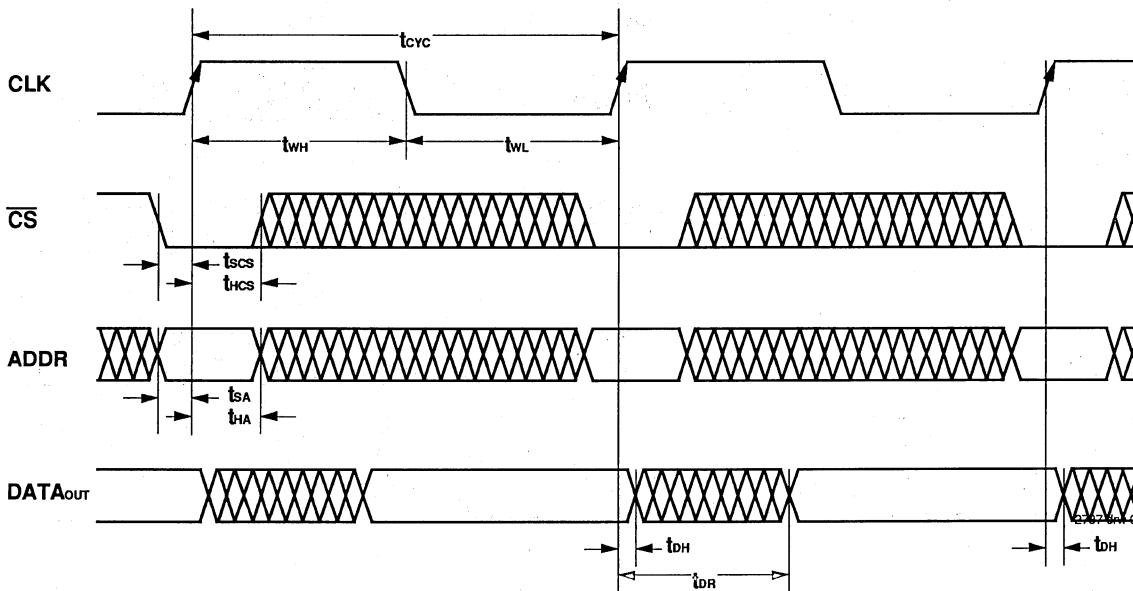 tCYC
CLK
tWH tWL
CS
tSCS
tHCS
ADDR
tSA
tHA
DATAOUT
tDH tDH
tDR